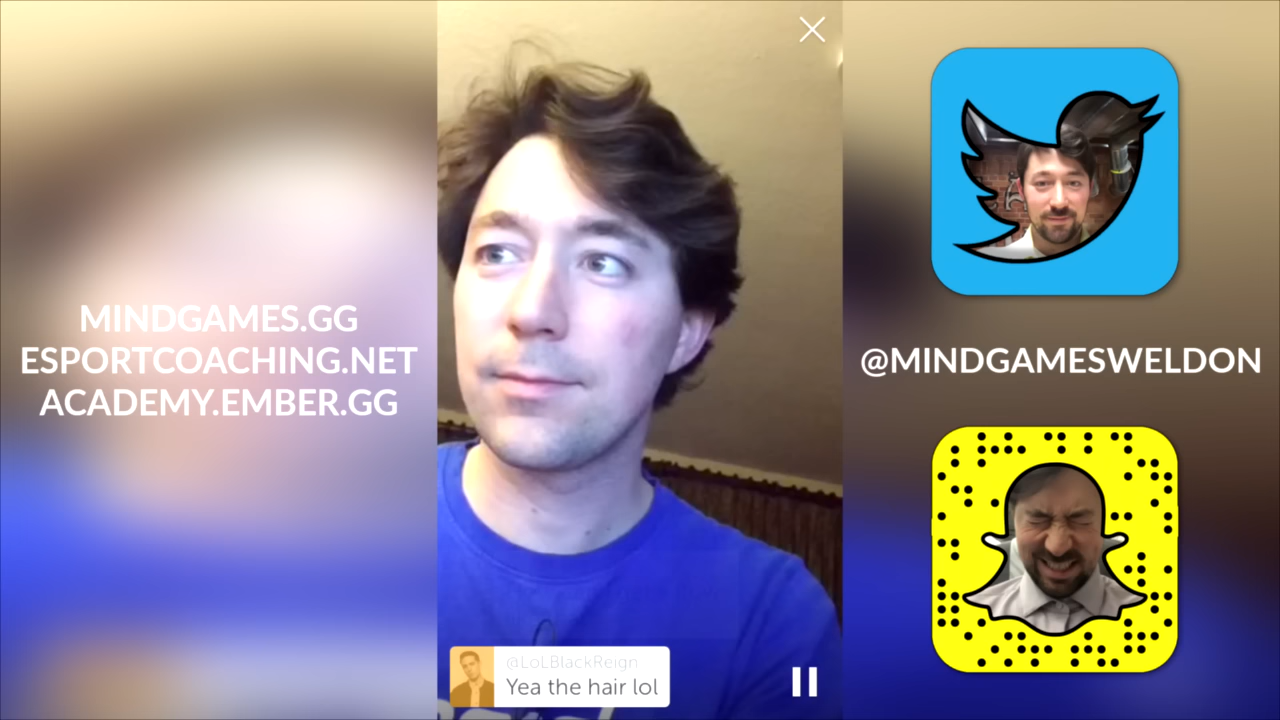 MINDGAMES.GG
ESPORTCOACHING.NET
ACADEMY.EMBER.GG
@LoLBlackReign
Yea the hair lol
@MINDGAMESWELDON